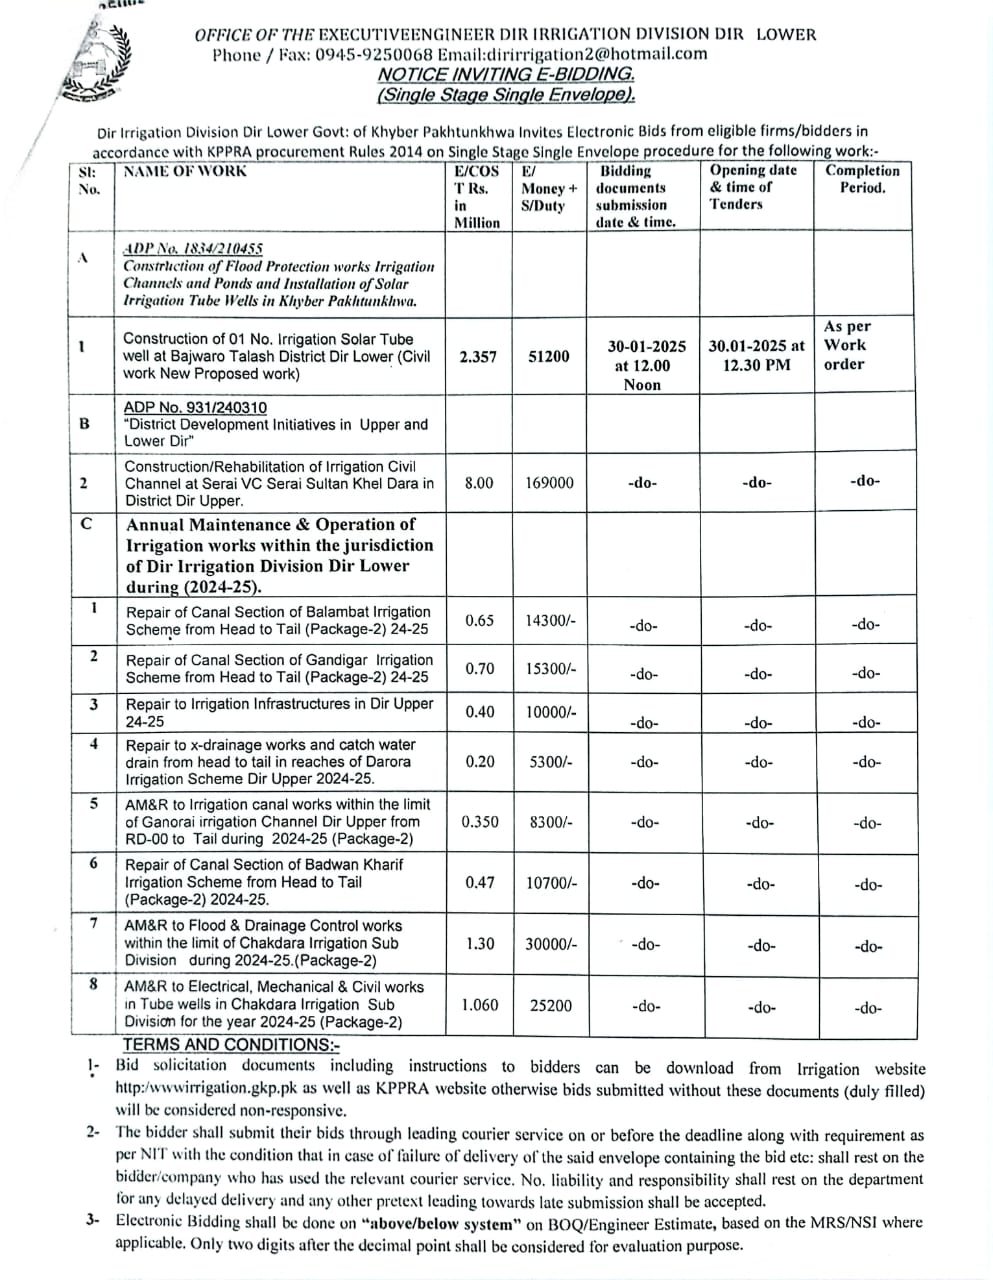 OFFICE OF THE EXECUTIVEENGINEER DIR IRRIGATION DIVISION DIR LOWER
Phone / Fax: 0945-9250068 Email:dirirrigation2@hotmail.com
NOTICE INVITING E-BIDDING.
(Single Stage Single Envelope).
Dir Irrigation Division Dir Lower Govt: of Khyber Pakhtunkhwa Invites Electronic Bids from eligible firms/bidders in
accordance with KPPRA procurement Rules 2014 on Single Stage Single Envelope procedure for the following work:-
Sl: No. NAME OF WORK E/COST Rs. in Million E/ Money + S/Duty Bidding documents submission date & time. Opening date & time of Tenders Completion Period.
A ADP No. 1834/210455
Construction of Flood Protection works Irrigation
Channels and Ponds and Installation of Solar
Irrigation Tube Wells in Khyber Pakhtunkhwa.
1 Construction of 01 No. Irrigation Solar Tube
well at Bajwaro Talash District Dir Lower (Civil
work New Proposed work) 2.357 51200 30-01-2025 at 12.00 Noon 30.01-2025 at 12.30 PM As per Work order
B ADP No. 931/240310
"District Development Initiatives in Upper and
Lower Dir"
2 Construction/Rehabilitation of Irrigation Civil
Channel at Serai VC Serai Sultan Khel Dara in
District Dir Upper. 8.00 169000 -do- -do- -do-
C Annual Maintenance & Operation of
Irrigation works within the jurisdiction
of Dir Irrigation Division Dir Lower
during (2024-25).
1 Repair of Canal Section of Balambat Irrigation
Scheme from Head to Tail (Package-2) 24-25 0.65 14300/- -do- -do- -do-
2 Repair of Canal Section of Gandigar Irrigation
Scheme from Head to Tail (Package-2) 24-25 0.70 15300/- -do- -do- -do-
3 Repair to Irrigation Infrastructures in Dir Upper
24-25 0.40 10000/- -do- -do- -do-
4 Repair to x-drainage works and catch water
drain from head to tail in reaches of Darora
Irrigation Scheme Dir Upper 2024-25. 0.20 5300/- -do- -do- -do-
5 AM&R to Irrigation canal works within the limit
of Ganorai irrigation Channel Dir Upper from
RD-00 to Tail during 2024-25 (Package-2) 0.350 8300/- -do- -do- -do-
6 Repair of Canal Section of Badwan Kharif
Irrigation Scheme from Head to Tail
(Package-2) 2024-25. 0.47 10700/- -do- -do- -do-
7 AM&R to Flood & Drainage Control works
within the limit of Chakdara Irrigation Sub
Division during 2024-25.(Package-2) 1.30 30000/- -do- -do- -do-
8 AM&R to Electrical, Mechanical & Civil works
in Tube wells in Chakdara Irrigation Sub
Division for the year 2024-25 (Package-2) 1.060 25200 -do- -do- -do-
TERMS AND CONDITIONS:-
1- Bid solicitation documents including instructions to bidders can be download from Irrigation website
http:/wwwirrigation.gkp.pk as well as KPPRA website otherwise bids submitted without these documents (duly filled)
will be considered non-responsive.
2- The bidder shall submit their bids through leading courier service on or before the deadline along with requirement as
per NIT with the condition that in case of failure of delivery of the said envelope containing the bid etc: shall rest on the
bidder/company who has used the relevant courier service. No. liability and responsibility shall rest on the department
for any delayed delivery and any other pretext leading towards late submission shall be accepted.
3- Electronic Bidding shall be done on "above/below system" on BOQ/Engineer Estimate, based on the MRS/NSI where
applicable. Only two digits after the decimal point shall be considered for evaluation purpose.